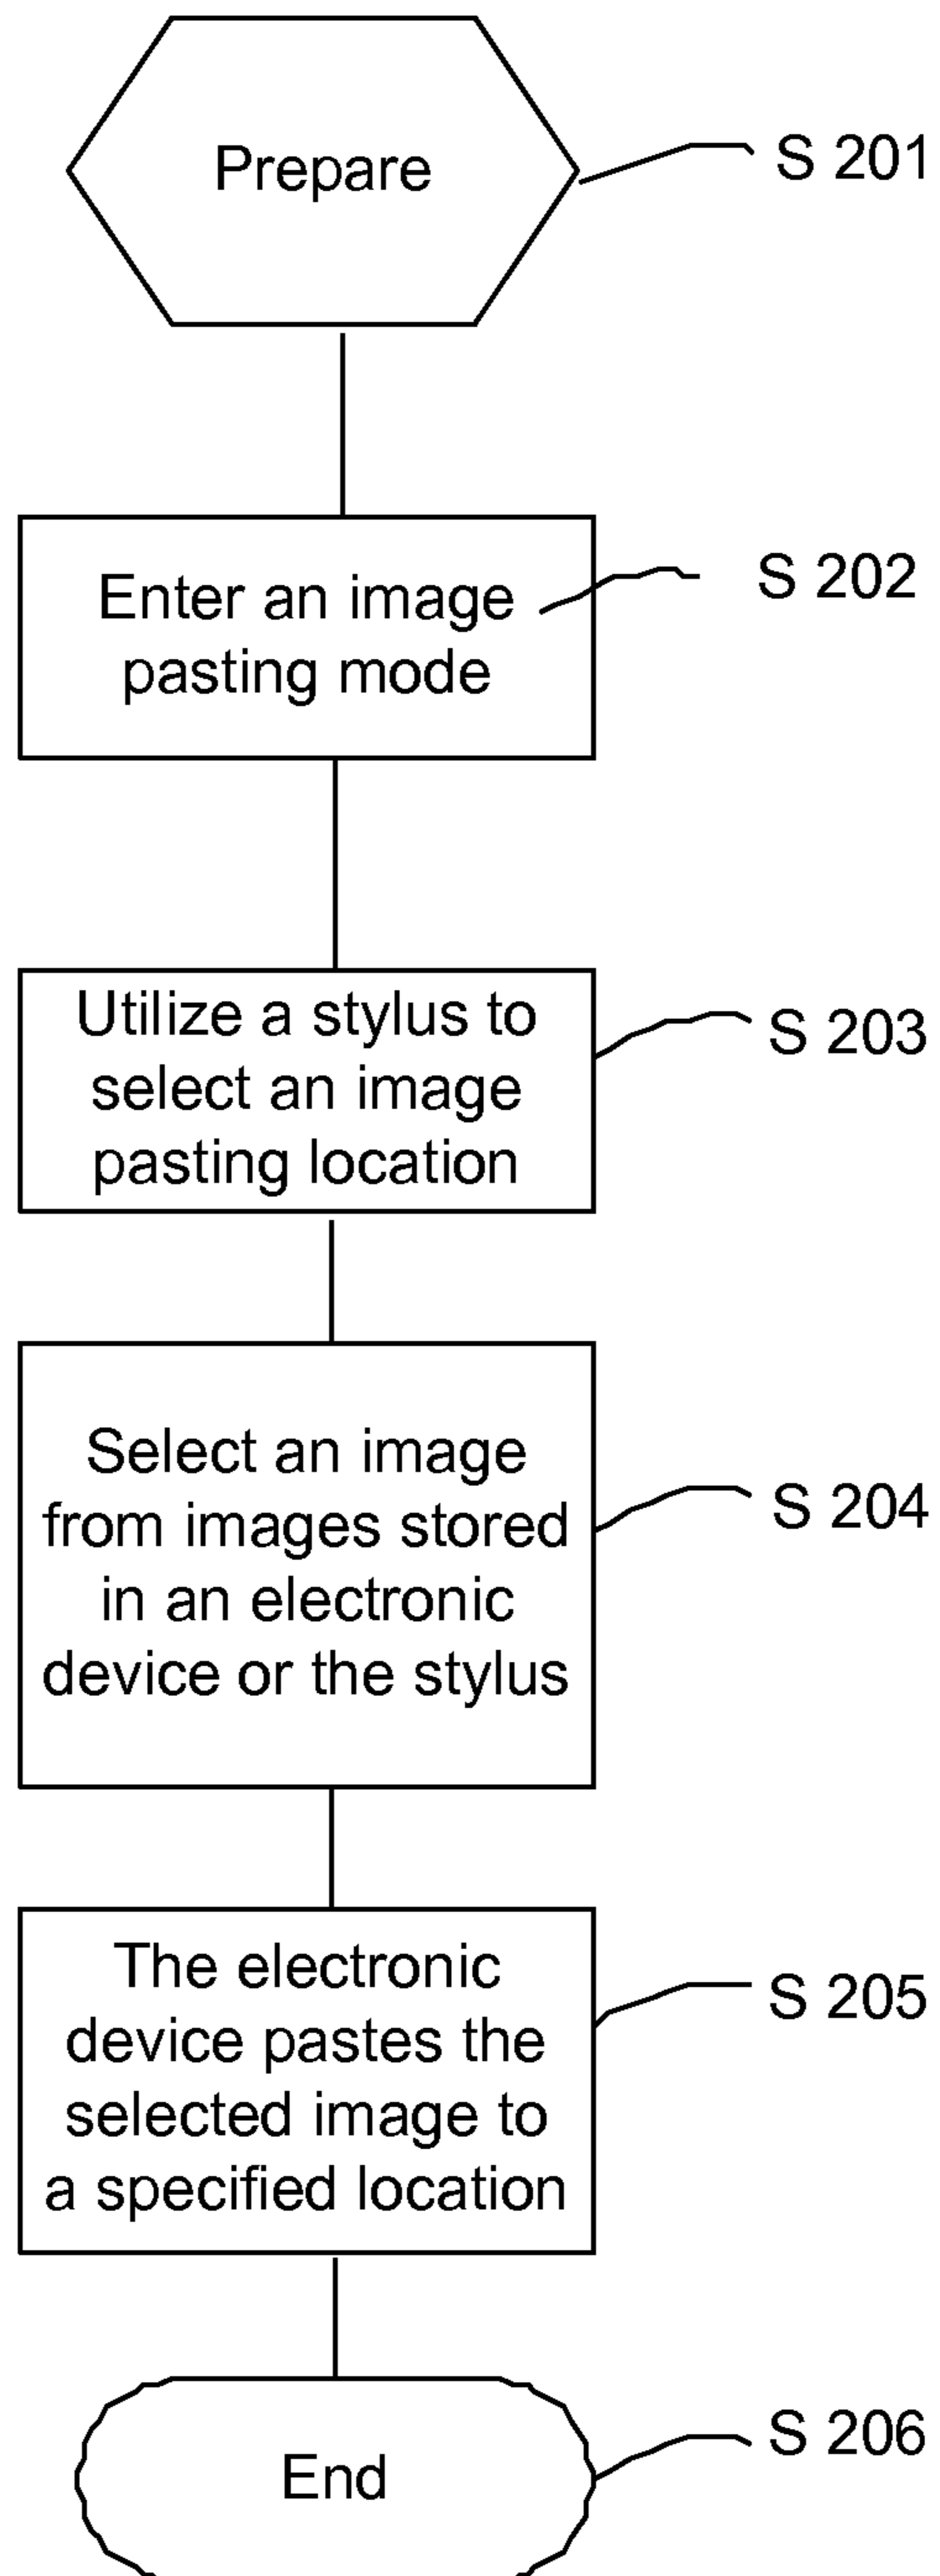 Prepare
S 201
Enter an image
pasting mode
S 202
Utilize a stylus to
select an image
pasting location
S 203
Select an image
from images stored
in an electronic
device or the stylus
S 204
The electronic
device pastes the
selected image to
a specified location
S 205
End
S 206